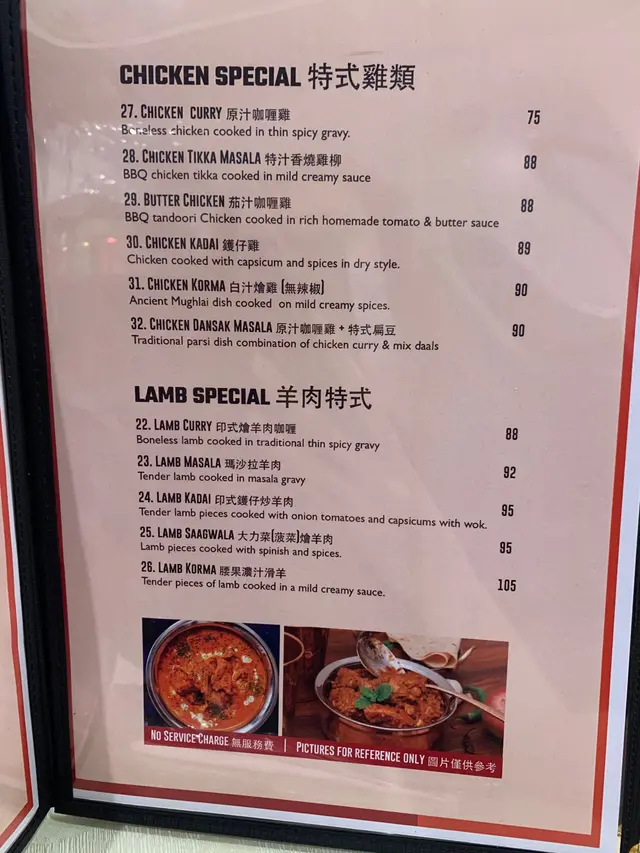 CHICKEN SPECIAL 特式雞類
27. CHICKEN CURRY 原汁咖喱雞 75
Boneless chicken cooked in thin spicy gravy.
28. CHICKEN TIKKA MASALA 特汁香燒雞柳 88
BBQ chicken tikka cooked in mild creamy sauce
29. BUTTER CHICKEN 茄汁咖喱雞 88
BBQ tandoori Chicken cooked in rich homemade tomato & butter sauce
30. CHICKEN KADAI 鑊仔雞 89
Chicken cooked with capsicum and spices in dry style.
31. CHICKEN KORMA 白汁燴雞 (無辣椒) 90
Ancient Mughlai dish cooked on mild creamy spices.
32. CHICKEN DANSAK MASALA 原汁咖喱雞 + 特式扁豆 90
Traditional parsi dish combination of chicken curry & mix daals
LAMB SPECIAL 羊肉特式
22. LAMB CURRY 印式燴羊肉咖喱 88
Boneless lamb cooked in traditional thin spicy gravy
23. LAMB MASALA 瑪沙拉羊肉 92
Tender lamb cooked in masala gravy
24. LAMB KADAI 印式鑊仔炒羊肉 95
Tender lamb pieces cooked with onion tomatoes and capsicums with wok.
25. LAMB SAAGWALA 大力菜(菠菜)燴羊肉 95
Lamb pieces cooked with spinish and spices.
26. LAMB KORMA 腰果濃汁滑羊 105
Tender pieces of lamb cooked in a mild creamy sauce.
NO SERVICE CHARGE 無服務費 | PICTURES FOR REFERENCE ONLY 圖片僅供參考